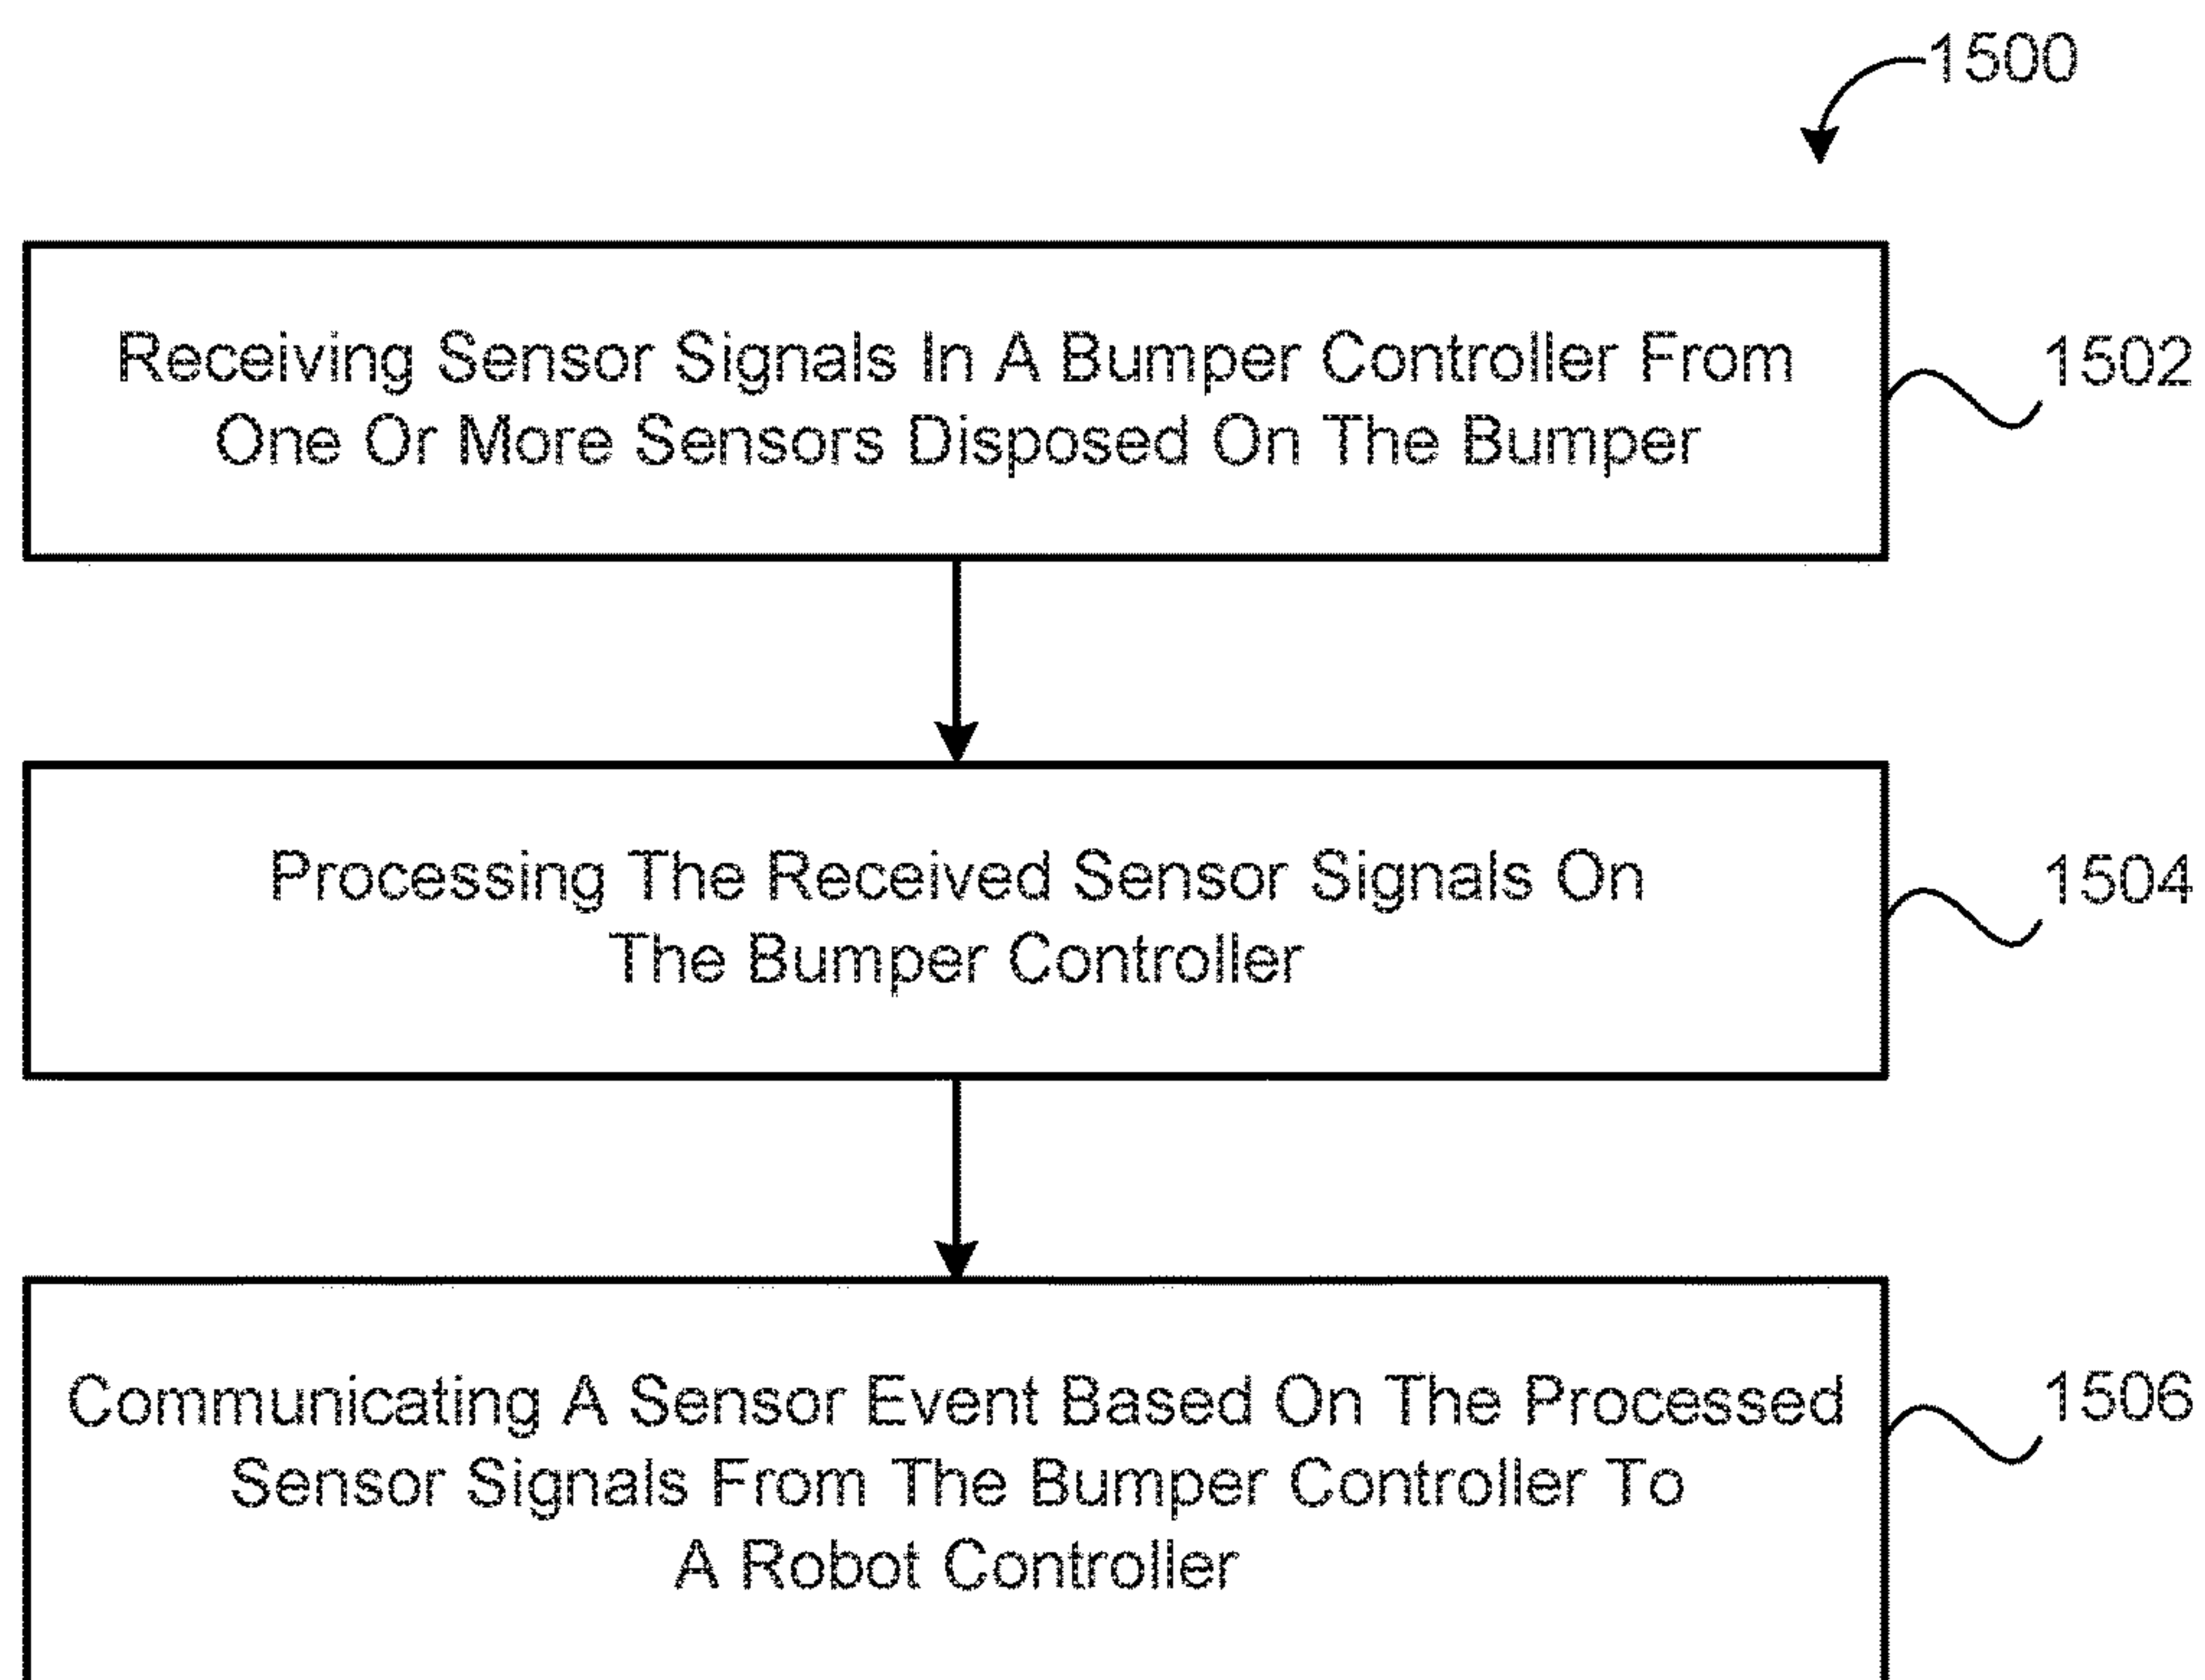 1500
Receiving Sensor Signals In A Bumper Controller From
One Or More Sensors Disposed On The Bumper
1502
Processing The Received Sensor Signals On
The Bumper Controller
1504
Communicating A Sensor Event Based On The Processed
Sensor Signals From The Bumper Controller To
A Robot Controller
1506